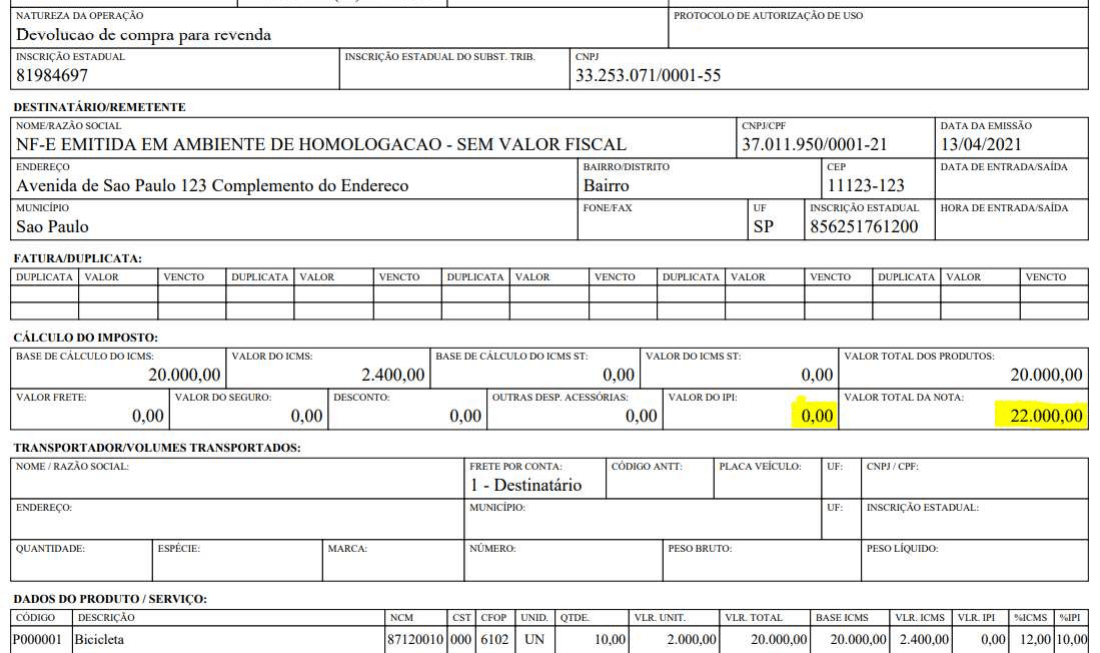 NATUREZA DA OPERAÇÃO PROTOCOLO DE AUTORIZAÇÃO DE USO
Devolucao de compra para revenda
INSCRIÇÃO ESTADUAL INSCRIÇÃO ESTADUAL DO SUBST. TRIB. CNPJ
81984697 33.253.071/0001-55
DESTINATÁRIO/REMETENTE
NOME/RAZÃO SOCIAL CNPJ/CPF DATA DA EMISSÃO
NF-E EMITIDA EM AMBIENTE DE HOMOLOGACAO - SEM VALOR FISCAL 37.011.950/0001-21 13/04/2021
ENDEREÇO BAIRRO/DISTRITO CEP DATA DE ENTRADA/SAÍDA
Avenida de Sao Paulo 123 Complemento do Endereco Bairro 11123-123
MUNICÍPIO FONE/FAX UF INSCRIÇÃO ESTADUAL HORA DE ENTRADA/SAÍDA
Sao Paulo SP 856251761200
FATURA/DUPLICATA:
DUPLICATA VALOR VENCTO DUPLICATA VALOR VENCTO DUPLICATA VALOR VENCTO DUPLICATA VALOR VENCTO DUPLICATA VALOR VENCTO
CÁLCULO DO IMPOSTO:
BASE DE CÁLCULO DO ICMS: VALOR DO ICMS: BASE DE CÁLCULO DO ICMS ST: VALOR DO ICMS ST: VALOR TOTAL DOS PRODUTOS:
20.000,00 2.400,00 0,00 0,00 20.000,00
VALOR FRETE: VALOR DO SEGURO: DESCONTO: OUTRAS DESP. ACESSÓRIAS: VALOR DO IPI: VALOR TOTAL DA NOTA:
0,00 0,00 0,00 0,00 0,00 22.000,00
TRANSPORTADOR/VOLUMES TRANSPORTADOS:
NOME / RAZÃO SOCIAL: FRETE POR CONTA: CÓDIGO ANTT: PLACA VEÍCULO: UF: CNPJ / CPF:
1 - Destinatário
ENDEREÇO: MUNICÍPIO: UF: INSCRIÇÃO ESTADUAL:
QUANTIDADE: ESPÉCIE: MARCA: NÚMERO: PESO BRUTO: PESO LÍQUIDO:
DADOS DO PRODUTO / SERVIÇO:
CÓDIGO DESCRIÇÃO NCM CST CFOP UNID. QTDE. VLR. UNIT. VLR. TOTAL BASE ICMS VLR. ICMS VLR. IPI %ICMS %IPI
P000001 Bicicleta 87120010 000 6102 UN 10,00 2.000,00 20.000,00 20.000,00 2.400,00 0,00 12,00 10,00